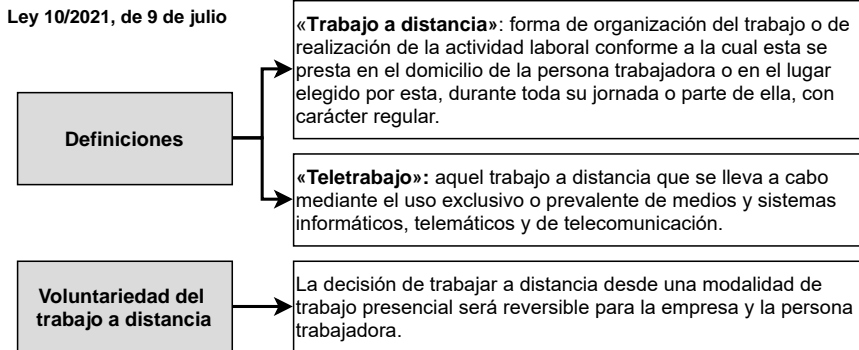 Ley 10/2021, de 9 de julio
«Trabajo a distancia»: forma de organización del trabajo o de
realización de la actividad laboral conforme a la cual esta se
presta en el domicilio de la persona trabajadora o en el lugar
elegido por esta, durante toda su jornada o parte de ella, con
carácter regular.
Definiciones
«Teletrabajo»: aquel trabajo a distancia que se lleva a cabo
mediante el uso exclusivo o prevalente de medios y sistemas
informáticos, telemáticos y de telecomunicación.
Voluntariedad del
trabajo a distancia
La decisión de trabajar a distancia desde una modalidad de
trabajo presencial será reversible para la empresa y la persona
trabajadora.